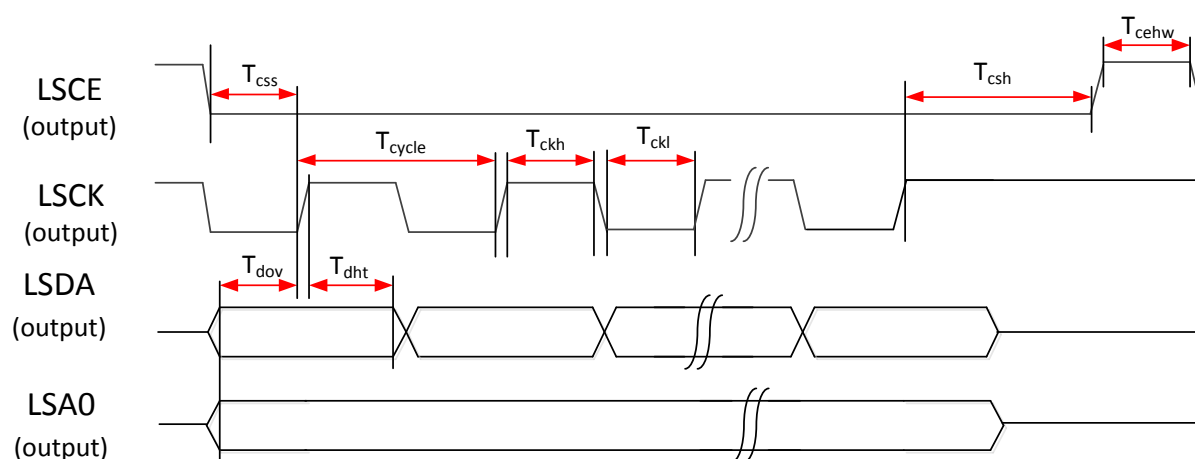 Tcehw
Tcss
Tcsh
LSCE
(output)
Tcycle
Tckh
Tckl
LSCK
(output)
Tdov
Tdht
LSDA
(output)
LSA0
(output)